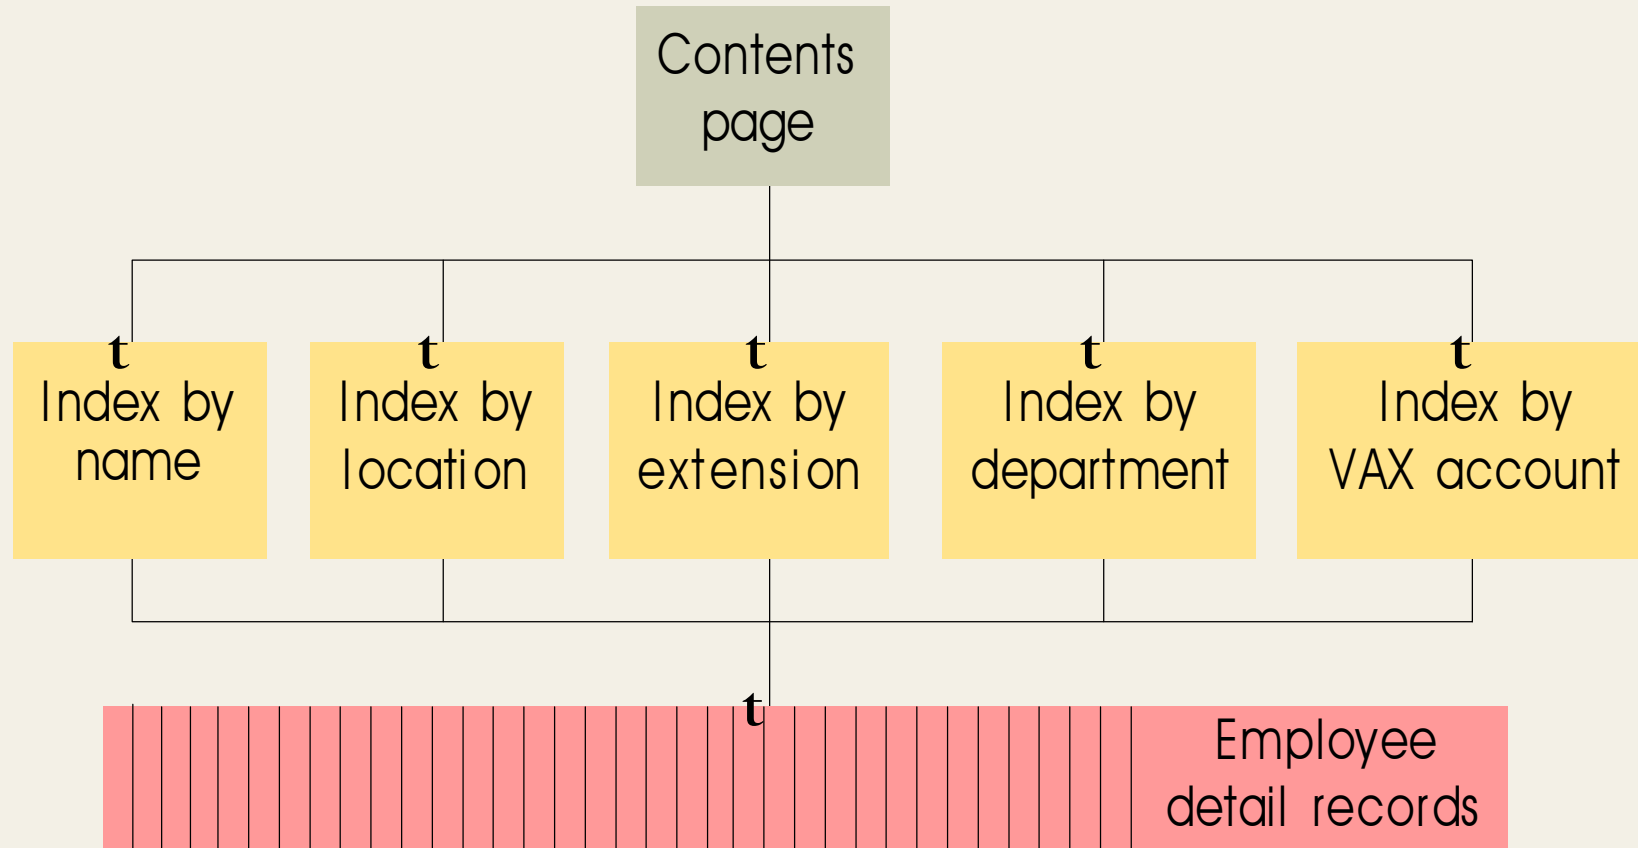 Contents
page
t
t
t
t
t
Index by
name
Index by
location
Index by
extension
Index by
department
Index by
VAX account
t
Employee
detail records